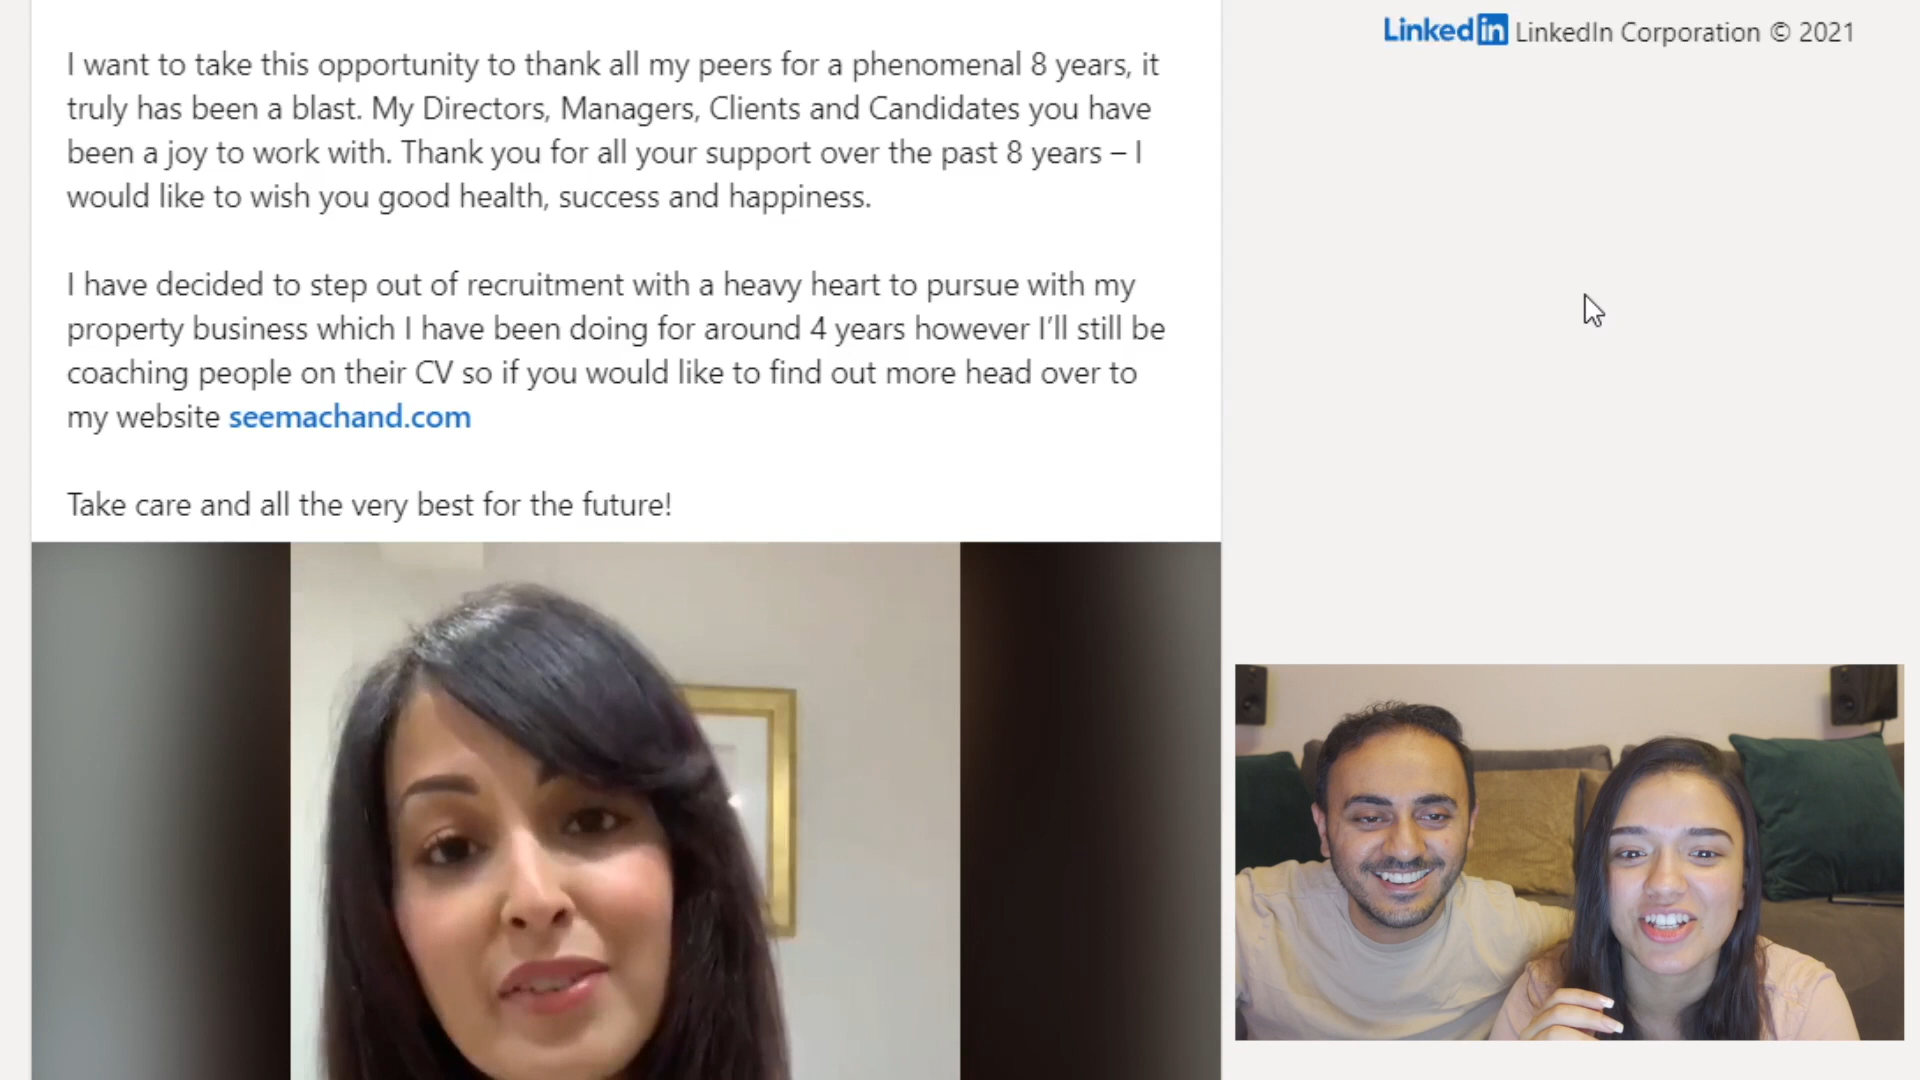 LinkedIn LinkedIn Corporation © 2021
I want to take this opportunity to thank all my peers for a phenomenal 8 years, it
truly has been a blast. My Directors, Managers, Clients and Candidates you have
been a joy to work with. Thank you for all your support over the past 8 years – I
would like to wish you good health, success and happiness.
I have decided to step out of recruitment with a heavy heart to pursue with my
property business which I have been doing for around 4 years however I’ll still be
coaching people on their CV so if you would like to find out more head over to
my website seemachand.com
Take care and all the very best for the future!